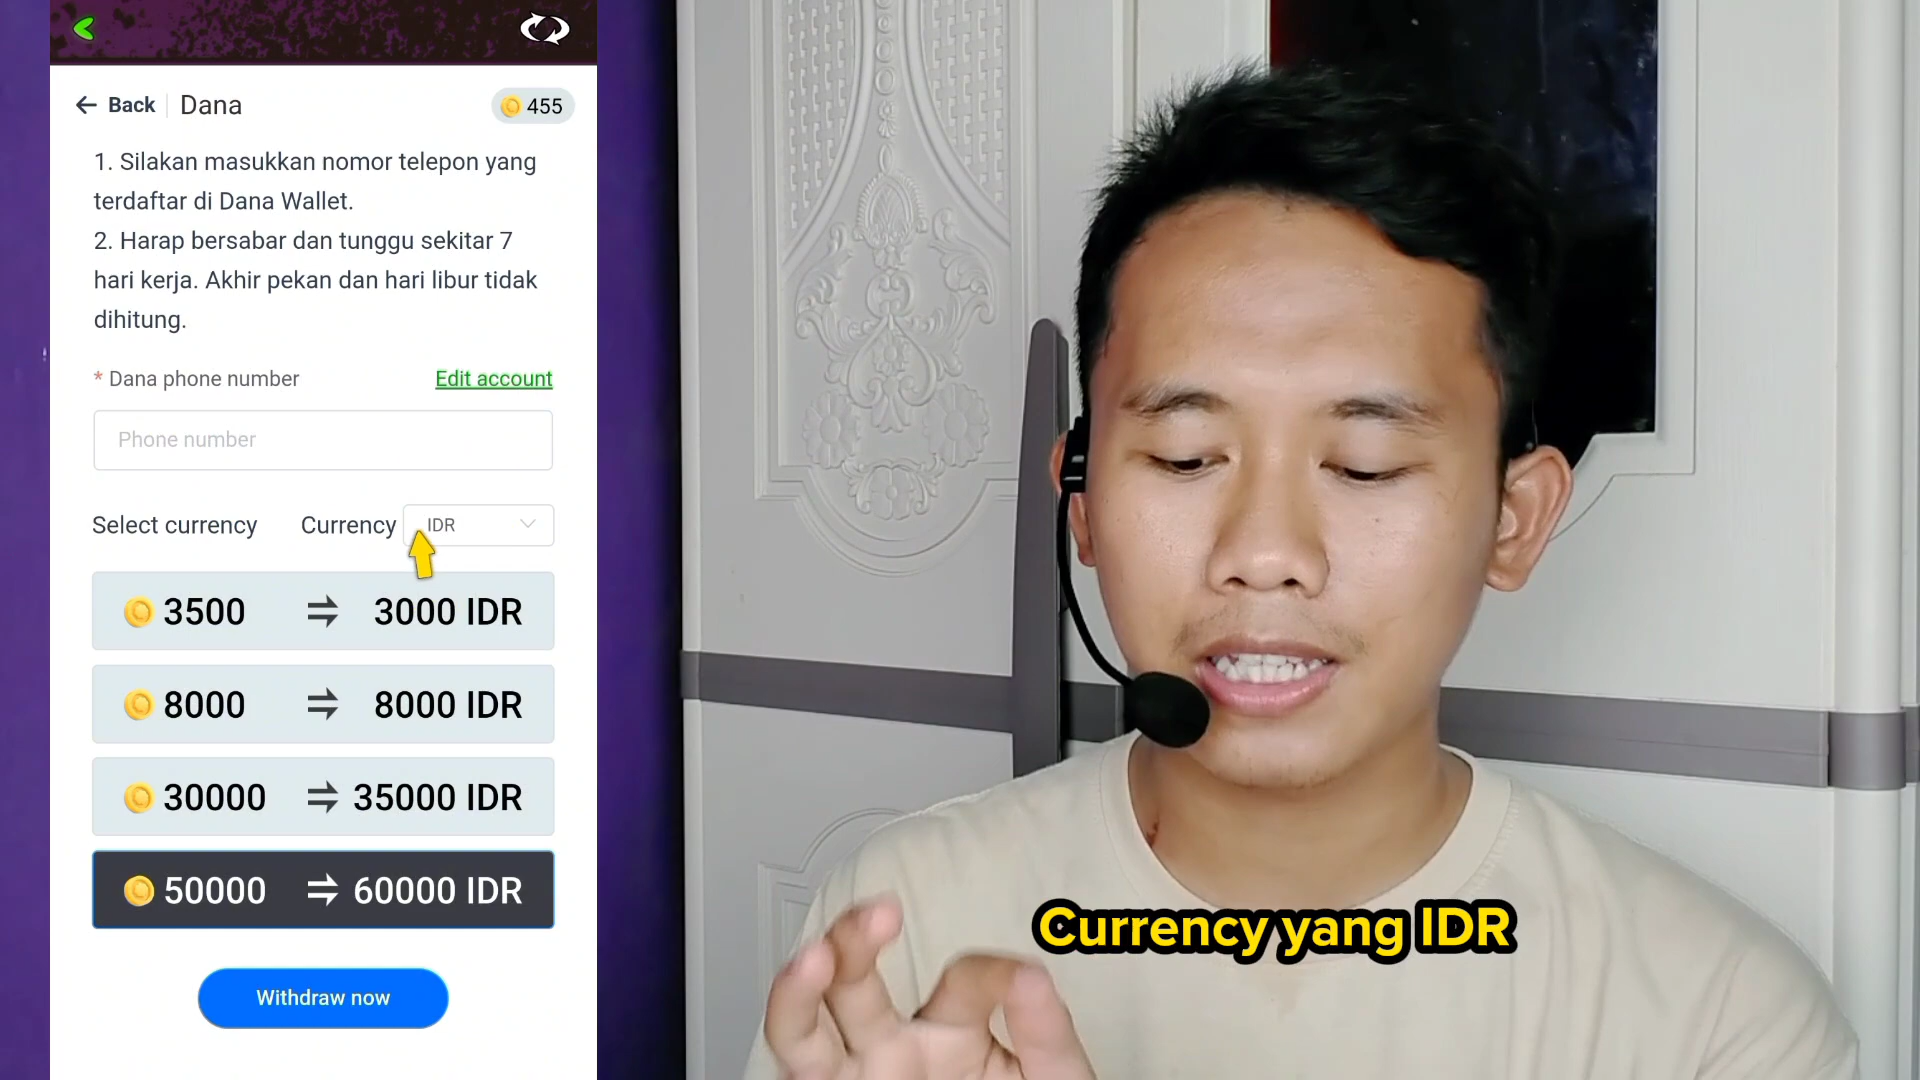 Back
Dana
455
1. Silakan masukkan nomor telepon yang
terdaftar di Dana Wallet.
2. Harap bersabar dan tunggu sekitar 7
hari kerja. Akhir pekan dan hari libur tidak
dihitung.
* Dana phone number
Edit account
Phone number
Select currency
Currency
IDR
3500 ⇒ 3000 IDR
8000 ⇒ 8000 IDR
30000 ⇒ 35000 IDR
50000 ⇒ 60000 IDR
Withdraw now
Currency yang IDR